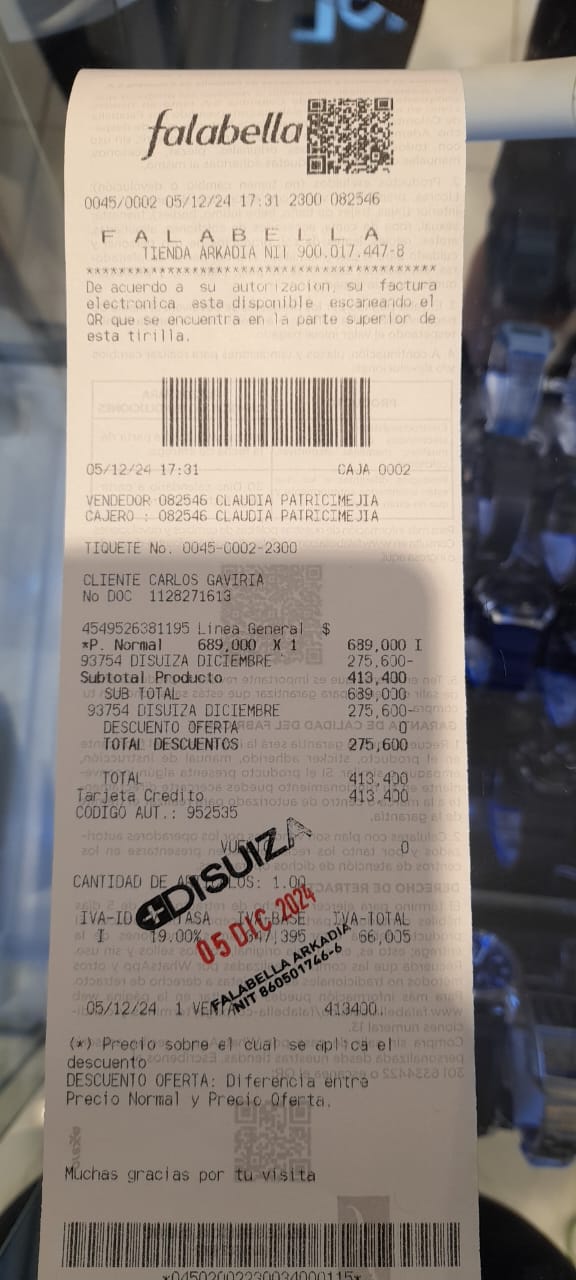 falabella
0045/0002 05/12/24 17:31 2300 082546
F A L A B E L L A
TIENDA ARKADIA NIT 900.017.447-8
******************************************
De acuerdo a su autorizacion, su factura
electronica esta disponible escaneando el
QR que se encuentra en la parte superior de
esta tirilla.
05/12/24 17:31 CAJA 0002
VENDEDOR 082546 CLAUDIA PATRICIMEJIA
CAJERO : 082546 CLAUDIA PATRICIMEJIA
TIQUETE No. 0045-0002-2300
CLIENTE CARLOS GAVIRIA
No DOC 1128271613
4549526381195 Linea General $
*P. Normal 689,000 X 1 689,000 I
93754 DISUIZA DICIEMBRE 275,600-
Subtotal Producto 413,400
SUB TOTAL 689,000
93754 DISUIZA DICIEMBRE 275,600-
DESCUENTO OFERTA 0
TOTAL DESCUENTOS 275,600
TOTAL 413,400
Tarjeta Credito 413,400
CODIGO AUT.: 952535
0
CANTIDAD DE 1.00
DISUIZA
05 DIC 2024
FALABELLA ARKADIA
NIT 860501746-6
IVA-ID TASA IVA-BASE IVA-TOTAL
I 19.00% 66,005
05/12/24 1 413400
(*) Precio sobre el cual se aplica el
descuento
DESCUENTO OFERTA: Diferencia entre
Precio Normal y Precio Oferta.
Muchas gracias por tu visita
*04502002230034000115*